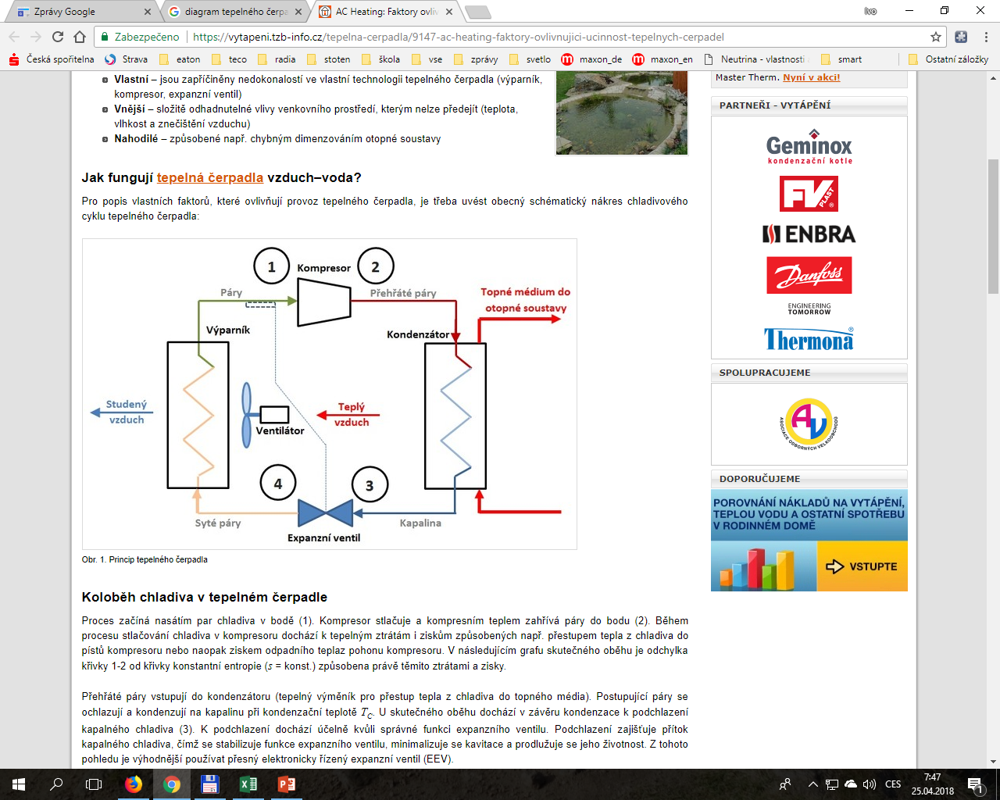 Zprávy Google
diagram tepelného čerpa
AC Heating: Faktory ovliv
Ivo
Zabezpečeno
https://vytapeni.tzb-info.cz/tepelna-cerpadla/9147-ac-heating-faktory-ovlivnujici-ucinnost-tepelnych-cerpadel
Česká spořitelna
Strava
eaton
teco
radia
stoten
škola
vse
zprávy
světlo
maxon_de
maxon_en
Neutrina - vlastnosti a
smart
Ostatní záložky
Vlastní – jsou zapříčiněny nedokonalostí ve vlastní technologii tepelného čerpadla (výparník,
kompresor, expanzní ventil)
Vnější – složitě odhadnutelné vlivy venkovního prostředí, kterým nelze předejít (teplota,
vlhkost a znečištění vzduchu)
Nahodilé – způsobené např. chybným dimenzováním otopné soustavy
Jak fungují tepelná čerpadla vzduch–voda?
Pro popis vlastních faktorů, které ovlivňují provoz tepelného čerpadla, je třeba uvést obecný schématický nákres chladivového
cyklu tepelného čerpadla:
1
Kompresor
2
Páry
Přehřáté páry
Topné médium do
otopné soustavy
Výparník
Kondenzátor
Studený
vzduch
Teplý
vzduch
Ventilátor
4
3
Syté páry
Kapalina
Expanzní ventil
Obr. 1. Princip tepelného čerpadla
Koloběh chladiva v tepelném čerpadle
Proces začíná nasátím par chladiva v bodě (1). Kompresor stlačuje a kompresním teplem zahřívá páry do bodu (2). Během
procesu stlačování chladiva v kompresoru dochází k tepelným ztrátám i ziskům způsobených např. přestupem tepla z chladiva do
pístů kompresoru nebo naopak ziskem odpadního teplaz pohonu kompresoru. V následujícím grafu skutečného oběhu je odchylka
křivky 1-2 od křivky konstantní entropie (s = konst.) způsobena právě těmito ztrátami a zisky.
Přehřáté páry vstupují do kondenzátoru (tepelný výměník pro přestup tepla z chladiva do topného média). Postupující páry se
ochlazují a kondenzují na kapalinu při kondenzační teplotě TC. U skutečného oběhu dochází v závěru kondenzace k podchlazení
kapalného chladiva (3). K podchlazení dochází účelně kvůli správné funkci expanzního ventilu. Podchlazení zajišťuje přítok
kapalného chladiva, čímž se stabilizuje funkce expanzního ventilu, minimalizuje se kavitace a prodlužuje se jeho životnost. Z tohoto
pohledu je výhodnější používat přesný elektronicky řízený expanzní ventil (EEV).
Master Therm. Nyní v akci!
PARTNEŘI - VYTÁPĚNÍ
Geminox
kondenzační kotle
FV
PLAST
ENBRA
Danfoss
ENGINEERING
TOMORROW
Thermona
SPOLUPRACUJEME
AV
ASOCIACE ODBORNÝCH VELKOOBCHODŮ
DOPORUČUJEME
POROVNÁNÍ NÁKLADŮ NA VYTÁPĚNÍ,
TEPLOU VODU A OSTATNÍ SPOTŘEBU
V RODINNÉM DOMĚ
VSTUPTE
CES
7:47
25.04.2018
1